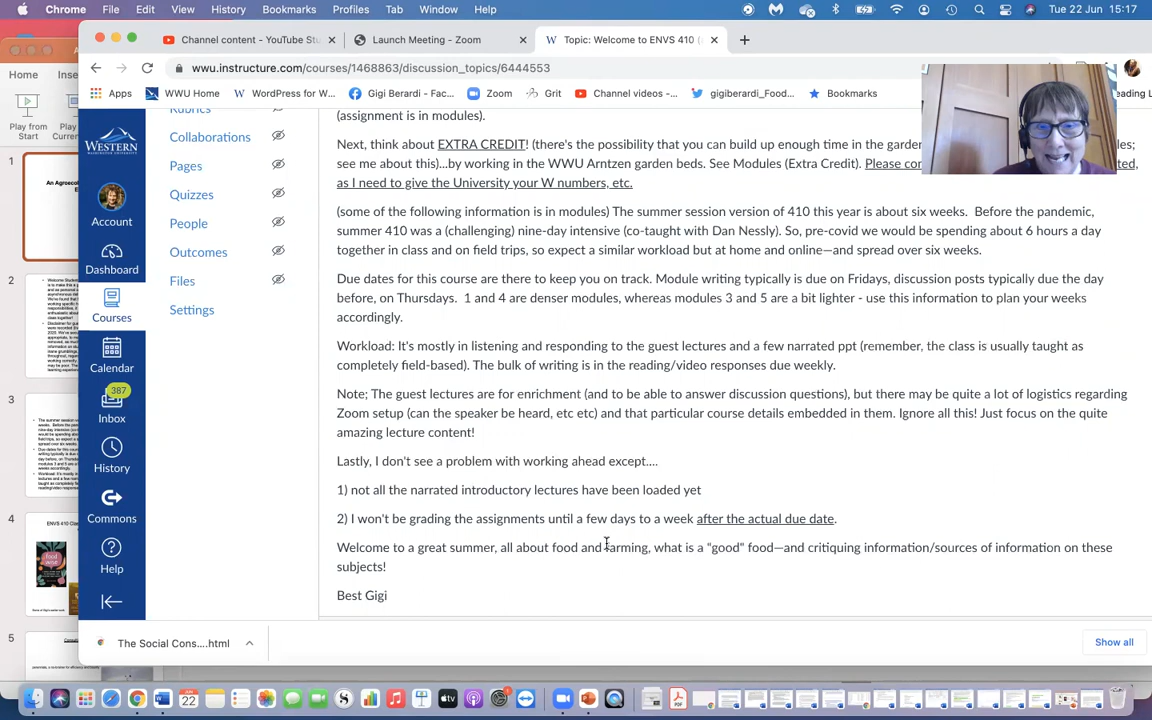 Chrome File Edit View History Bookmarks Profiles Tab Window Help Tue 22 Jun 15:17
Channel content - YouTube Stu × Launch Meeting - Zoom × Topic: Welcome to ENVS 410 ( × +
wwu.instructure.com/courses/1468863/discussion_topics/6444553
Apps WWU Home WordPress for W... Facebook Gigi Berardi - Fac... Zoom Grit Channel videos -... gigiberardi_Food... Bookmarks
Home
Play from
Start
Play
WESTERN
WASHINGTON UNIVERSITY
Account
Dashboard
Courses
Calendar
387
Inbox
History
Commons
Help
Rubrics
Collaborations
Pages
Quizzes
People
Outcomes
Files
Settings
(assignment is in modules).
Next, think about EXTRA CREDIT! (there's the possibility that you can build up enough time in the garden
see me about this)...by working in the WWU Arntzen garden beds. See Modules (Extra Credit).
as I need to give the University your W numbers, etc.
(some of the following information is in modules) The summer session version of 410 this year is about six weeks. Before the pandemic,
summer 410 was a (challenging) nine-day intensive (co-taught with Dan Nessly). So, pre-covid we would be spending about 6 hours a day
together in class and on field trips, so expect a similar workload but at home and online—and spread over six weeks.
Due dates for this course are there to keep you on track. Module writing typically is due on Fridays, discussion posts typically due the day
before, on Thursdays. 1 and 4 are denser modules, whereas modules 3 and 5 are a bit lighter - use this information to plan your weeks
accordingly.
Workload: It's mostly in listening and responding to the guest lectures and a few narrated ppt (remember, the class is usually taught as
completely field-based). The bulk of writing is in the reading/video responses due weekly.
Note; The guest lectures are for enrichment (and to be able to answer discussion questions), but there may be quite a lot of logistics regarding
Zoom setup (can the speaker be heard, etc etc) and that particular course details embedded in them. Ignore all this! Just focus on the quite
amazing lecture content!
Lastly, I don't see a problem with working ahead except....
1) not all the narrated introductory lectures have been loaded yet
2) I won't be grading the assignments until a few days to a week after the actual due date.
Welcome to a great summer, all about food and farming, what is a "good" food—and critiquing information/sources of information on these
subjects!
Best Gigi
The Social Cons....html
Show all
1
2
3
4
5